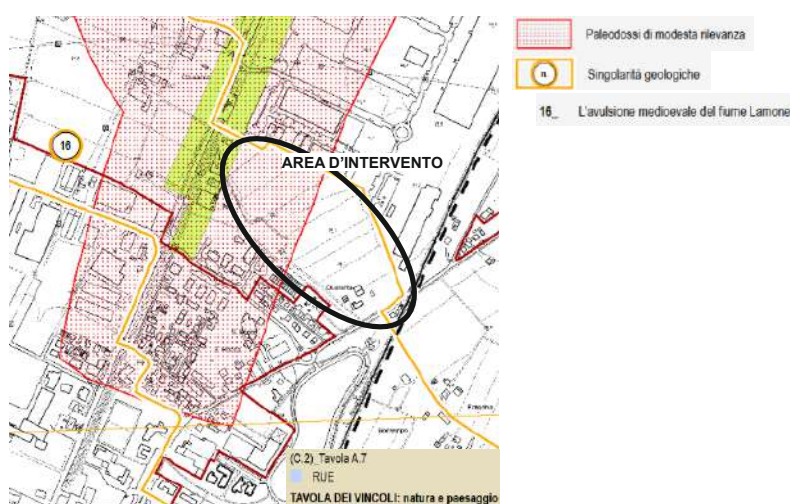 Paleodossi di modesta rilevanza
n
Singolarità geologiche
16_ L'avulsione medioevale del fiume Lamone
16
AREA D'INTERVENTO
(C.2)_Tavola A.7
RUE
TAVOLA DEI VINCOLI: natura e paesaggio